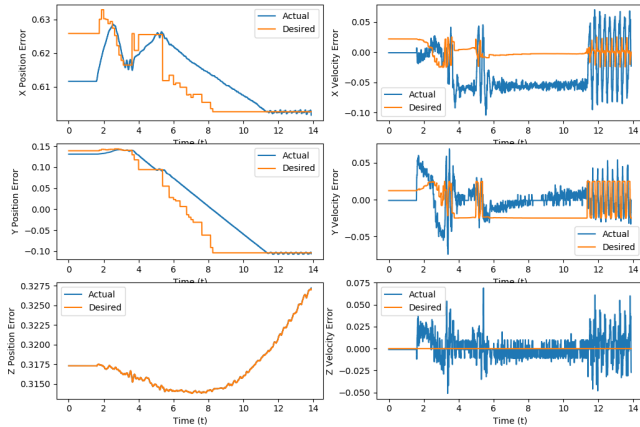 X Position Error
0.63
0.62
0.61
Actual
Desired
0 2 4 6 8 10 12 14
Time (t)
X Velocity Error
0.05
0.00
−0.05
−0.10
Actual
Desired
0 2 4 6 8 10 12 14
Time (t)
Y Position Error
0.15
0.10
0.05
0.00
−0.05
−0.10
Actual
Desired
0 2 4 6 8 10 12 14
Time (t)
Y Velocity Error
0.05
0.00
−0.05
Actual
Desired
0 2 4 6 8 10 12 14
Time (t)
Z Position Error
0.3275
0.3250
0.3225
0.3200
0.3175
0.3150
Actual
Desired
0 2 4 6 8 10 12 14
Time (t)
Z Velocity Error
0.075
0.050
0.025
0.000
−0.025
−0.050
Actual
Desired
0 2 4 6 8 10 12 14
Time (t)